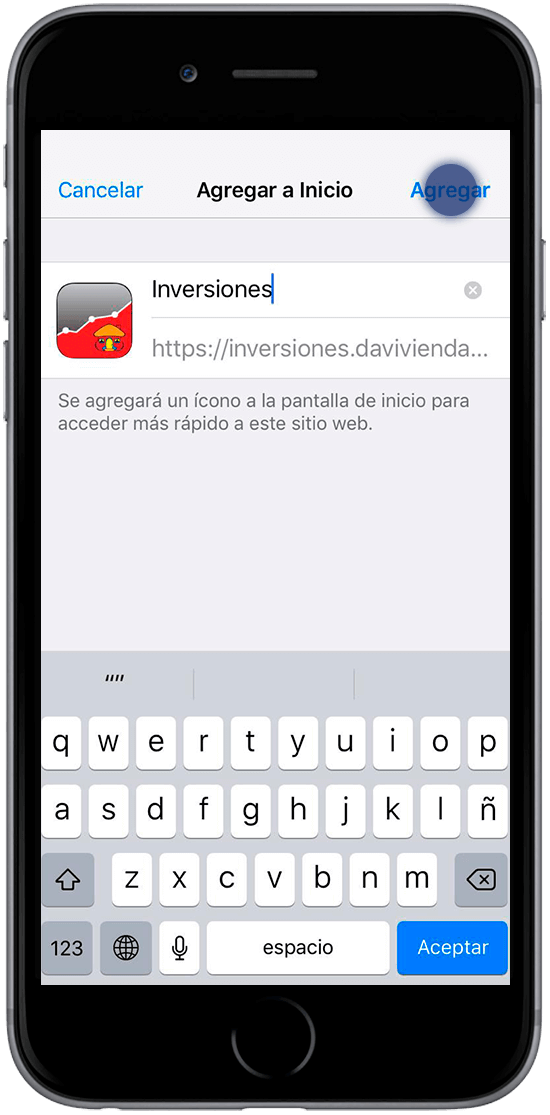 Cancelar Agregar a Inicio Agregar
Inversiones
https://inversiones.davivienda...
Se agregará un ícono a la pantalla de inicio para
acceder más rápido a este sitio web.
“”
q w e r t y u i o p
a s d f g h j k l ñ
z x c v b n m
123 espacio Aceptar